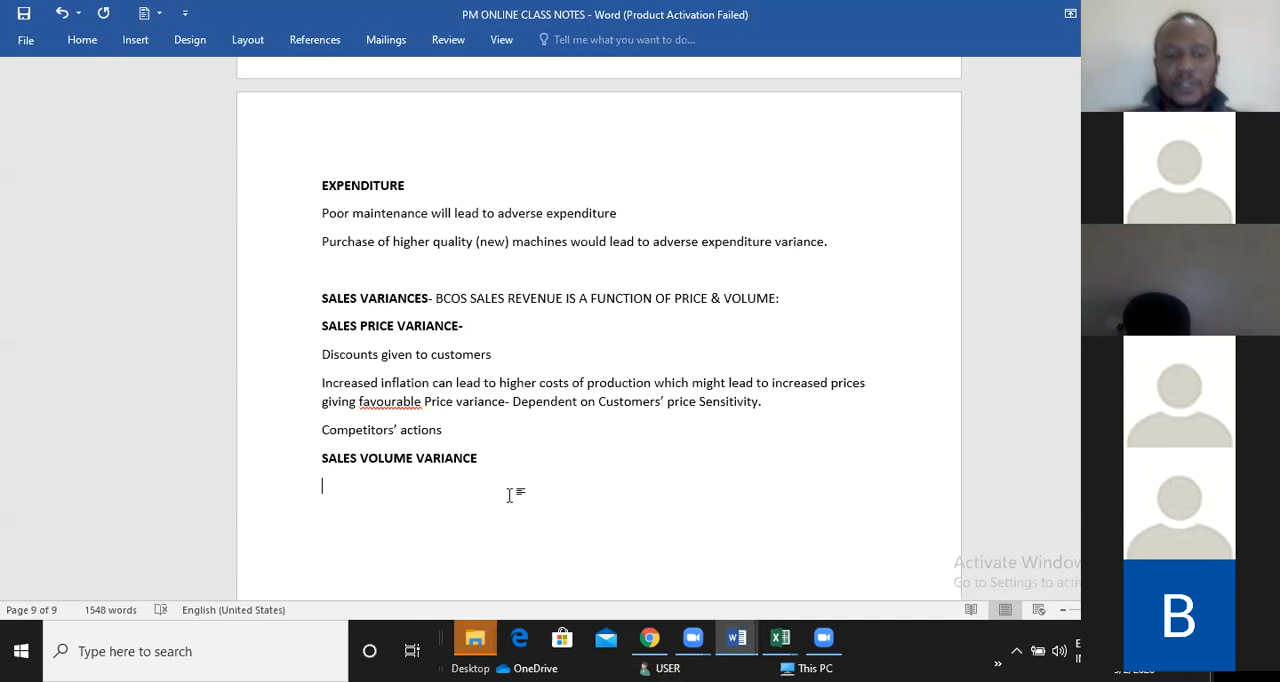 PM ONLINE CLASS NOTES - Word (Product Activation Failed)
File Home Insert Design Layout References Mailings Review View Tell me what you want to do...
EXPENDITURE
Poor maintenance will lead to adverse expenditure
Purchase of higher quality (new) machines would lead to adverse expenditure variance.
SALES VARIANCES- BCOS SALES REVENUE IS A FUNCTION OF PRICE & VOLUME:
SALES PRICE VARIANCE-
Discounts given to customers
Increased inflation can lead to higher costs of production which might lead to increased prices
giving favourable Price variance- Dependent on Customers' price Sensitivity.
Competitors' actions
SALES VOLUME VARIANCE
Activate Window
Go to Settings to acti
Page 9 of 9 1548 words English (United States)
B
Type here to search
Desktop OneDrive USER This PC